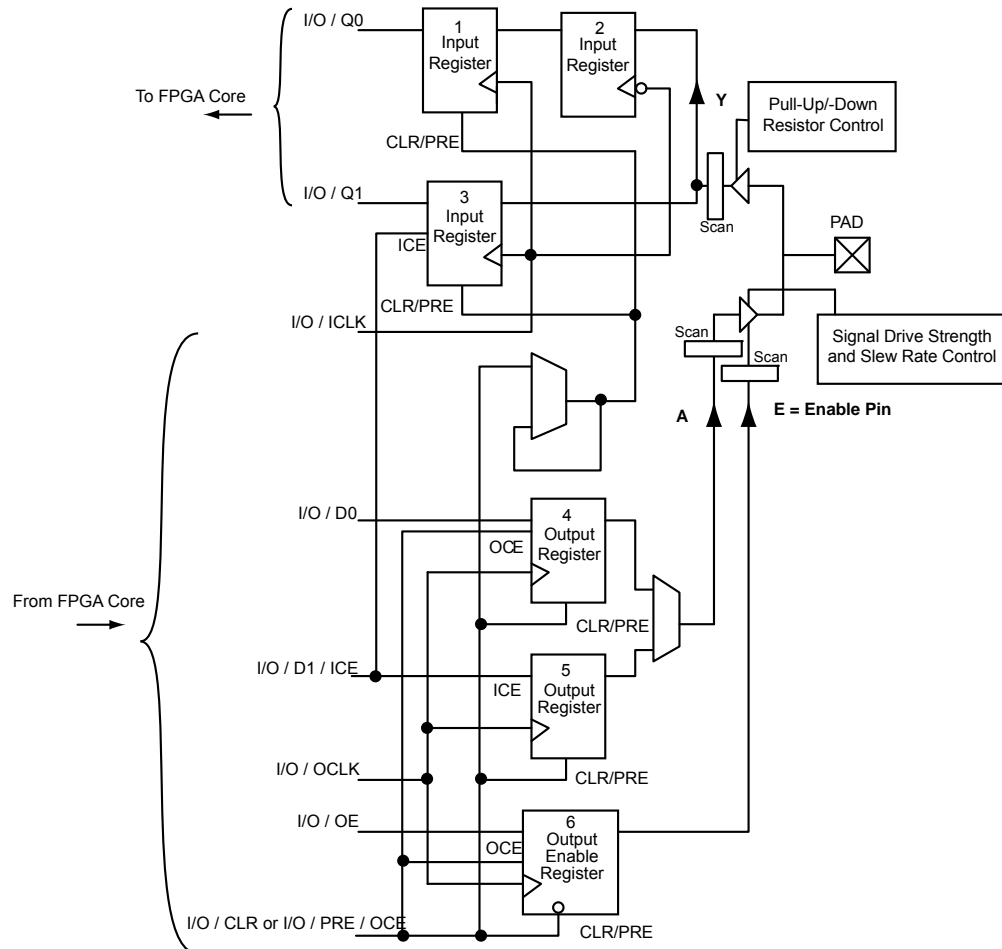 I/O / Q0
1
Input
Register
2
Input
Register
To FPGA Core
Y
Pull-Up/-Down
Resistor Control
CLR/PRE
I/O / Q1
3
Input
Register
ICE
Scan
PAD
CLR/PRE
I/O / ICLK
Scan
Signal Drive Strength
and Slew Rate Control
Scan
A
E = Enable Pin
I/O / D0
4
Output
Register
OCE
From FPGA Core
CLR/PRE
I/O / D1 / ICE
5
Output
Register
ICE
I/O / OCLK
CLR/PRE
I/O / OE
6
Output
Enable
Register
OCE
I/O / CLR or I/O / PRE / OCE
CLR/PRE